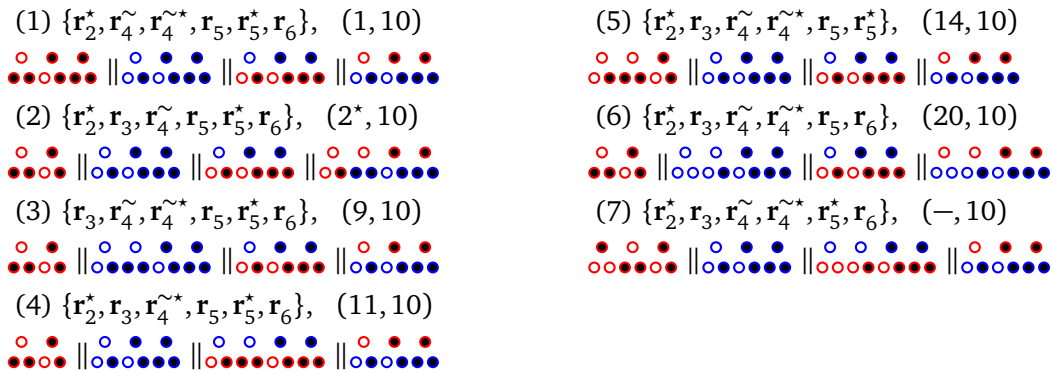 (1) {r₂*, r₄~, r₄~*, r₅, r₅*, r₆}, (1, 10)
|| || ||
(2) {r₂*, r₃, r₄~, r₅, r₅*, r₆}, (2*, 10)
|| || ||
(3) {r₃, r₄~, r₄~*, r₅, r₅*, r₆}, (9, 10)
|| || ||
(4) {r₂*, r₃, r₄~*, r₅, r₅*, r₆}, (11, 10)
|| || ||
(5) {r₂*, r₃, r₄~, r₄~*, r₅, r₅*}, (14, 10)
|| || ||
(6) {r₂*, r₃, r₄~, r₄~*, r₅, r₆}, (20, 10)
|| || ||
(7) {r₂*, r₃, r₄~, r₄~*, r₅*, r₆}, (−, 10)
|| || ||